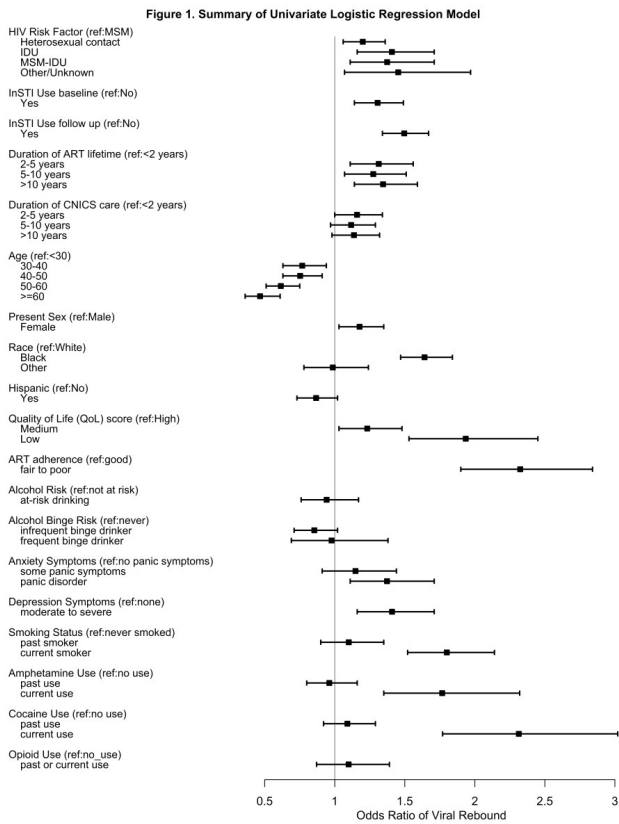 Figure 1. Summary of Univariate Logistic Regression Model
HIV Risk Factor (ref:MSM)
Heterosexual contact
IDU
MSM-IDU
Other/Unknown
InSTI Use baseline (ref:No)
Yes
InSTI Use follow up (ref:No)
Yes
Duration of ART lifetime (ref:<2 years)
2-5 years
5-10 years
>10 years
Duration of CNICS care (ref:<2 years)
2-5 years
5-10 years
>10 years
Age (ref:<30)
30-40
40-50
50-60
>=60
Present Sex (ref:Male)
Female
Race (ref:White)
Black
Other
Hispanic (ref:No)
Yes
Quality of Life (QoL) score (ref:High)
Medium
Low
ART adherence (ref:good)
fair to poor
Alcohol Risk (ref:not at risk)
at-risk drinking
Alcohol Binge Risk (ref:never)
infrequent binge drinker
frequent binge drinker
Anxiety Symptoms (ref:no panic symptoms)
some panic symptoms
panic disorder
Depression Symptoms (ref:none)
moderate to severe
Smoking Status (ref:never smoked)
past smoker
current smoker
Amphetamine Use (ref:no use)
past use
current use
Cocaine Use (ref:no use)
past use
current use
Opioid Use (ref:no_use)
past or current use
0.5 1 1.5 2 2.5 3
Odds Ratio of Viral Rebound